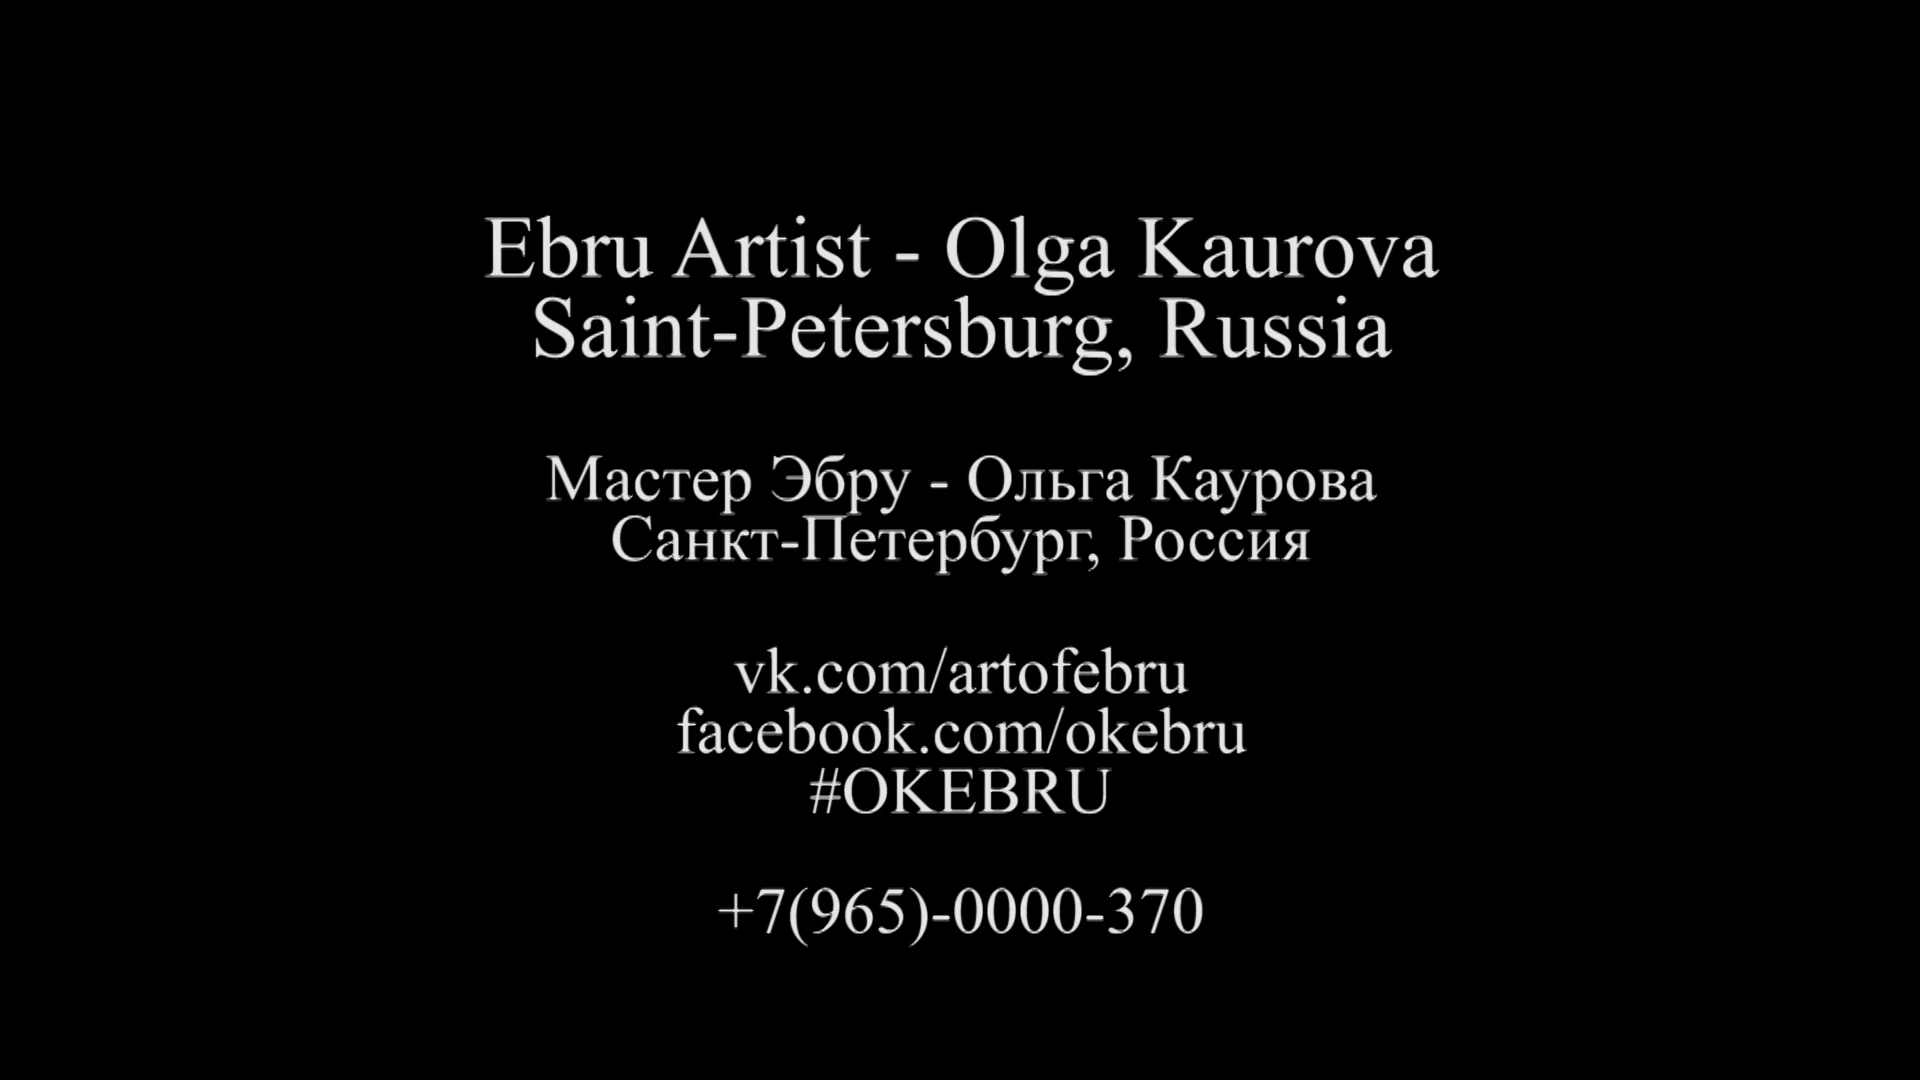 Ebru Artist - Olga Kaurova
Saint-Petersburg, Russia
Мастер Эбру - Ольга Каурова
Санкт-Петербург, Россия
vk.com/artofebru
facebook.com/okebru
#OKEBRU
+7(965)-0000-370